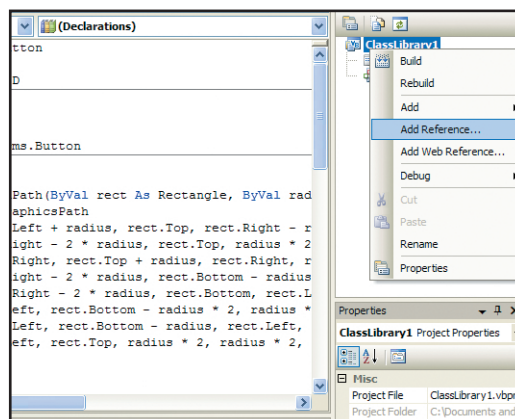 (Declarations)
tton
D
ms.Button
Path(ByVal rect As Rectangle, ByVal rad
aphicsPath
Left + radius, rect.Top, rect.Right - r
ight - 2 * radius, rect.Top, radius * 2
Right, rect.Top + radius, rect.Right, r
ight - 2 * radius, rect.Bottom - radius
Right - 2 * radius, rect.Bottom, rect.L
eft, rect.Bottom - radius * 2, radius *
Left, rect.Bottom - radius, rect.Left,
eft, rect.Top, radius * 2, radius * 2,
ClassLibrary1
Build
Rebuild
Add
Add Reference...
Add Web Reference...
Debug
Cut
Paste
Rename
Properties
Properties
ClassLibrary1 Project Properties
Misc
Project File ClassLibrary1.vbpr
Project Folder C:\Documents and